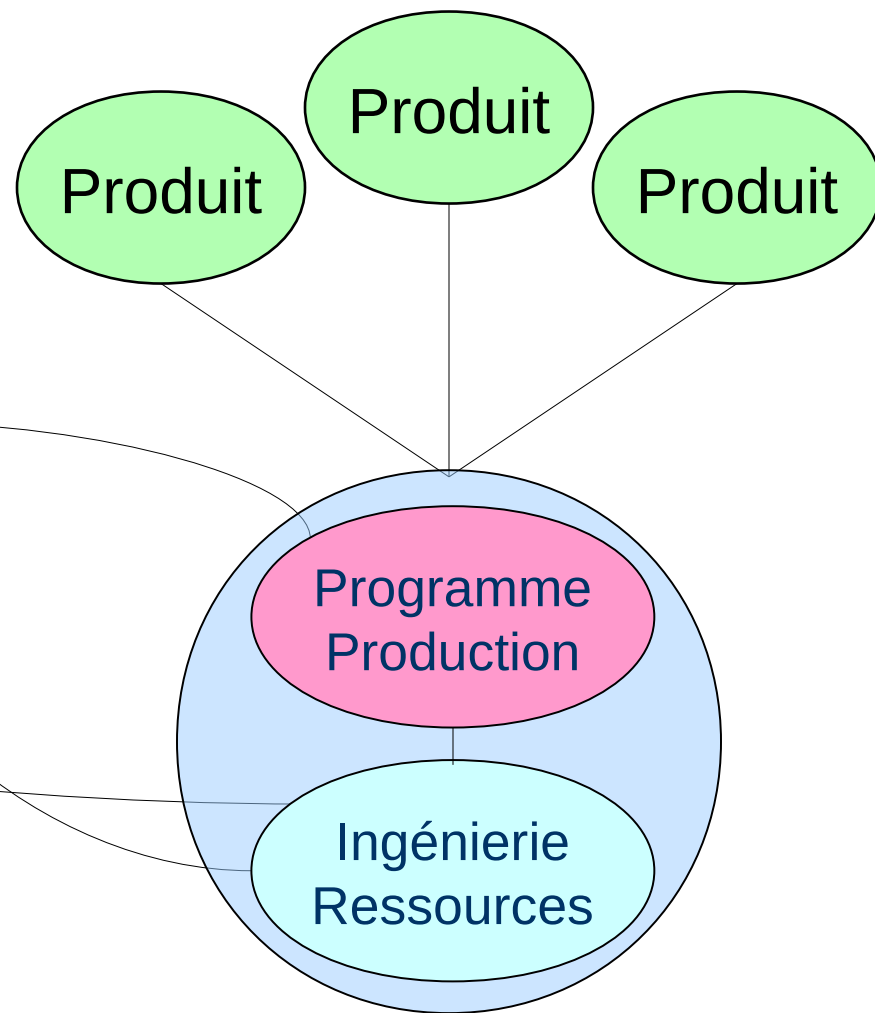 Produit
Produit
Produit
Programme
Production
Ingénierie
Ressources